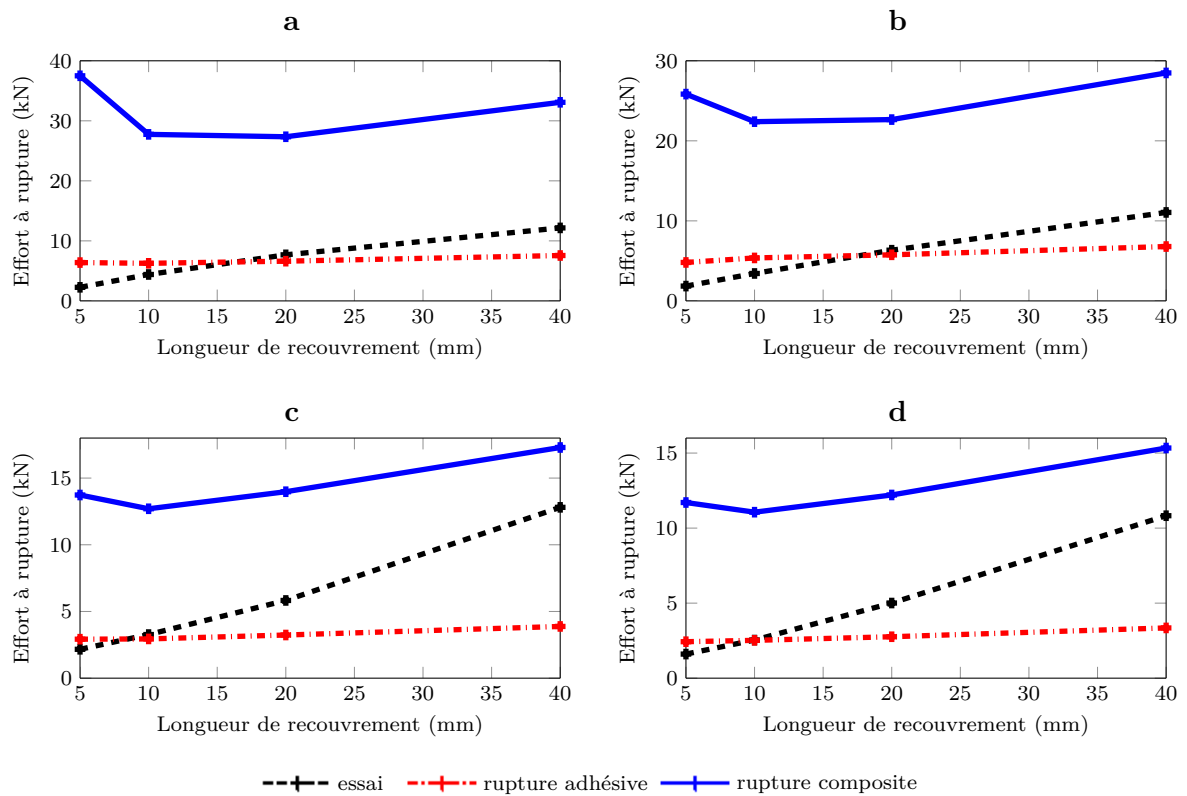 a
Effort à rupture (kN)
40
30
20
10
0
5 10 15 20 25 30 35 40
Longueur de recouvrement (mm)
b
Effort à rupture (kN)
30
20
10
0
5 10 15 20 25 30 35 40
Longueur de recouvrement (mm)
c
Effort à rupture (kN)
15
10
5
0
5 10 15 20 25 30 35 40
Longueur de recouvrement (mm)
d
Effort à rupture (kN)
15
10
5
0
5 10 15 20 25 30 35 40
Longueur de recouvrement (mm)
essai rupture adhésive rupture composite